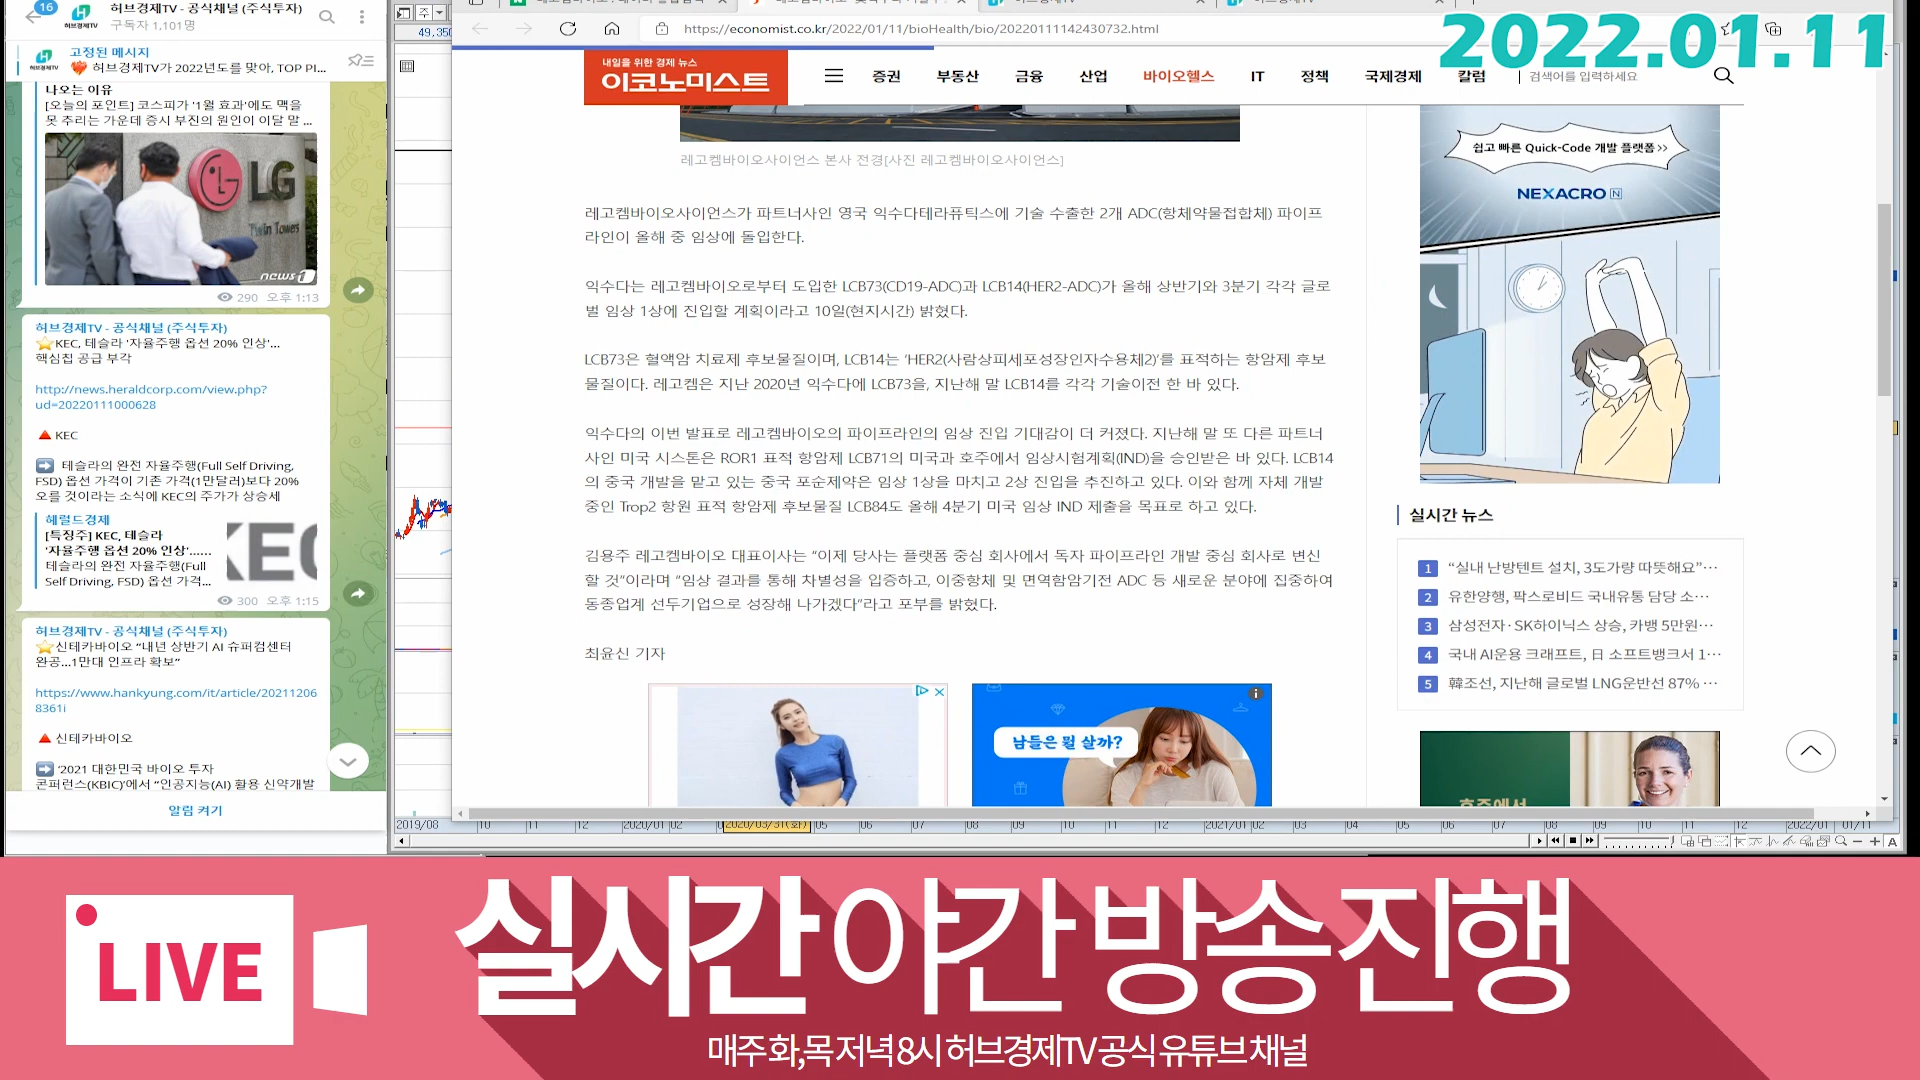 16
허브경제TV - 공식채널 (주식투자)
구독자 1,101명
고정된 메시지
허브경제TV가 2022년도를 맞아, TOP PI...
나오는 이유
[오늘의 포인트] 코스피가 '1월 효과'에도 맥을
못 추리는 가운데 증시 부진의 원인이 이달 말 ...
LG
Twin Towers
news1
290 오후 1:13
허브경제TV - 공식채널 (주식투자)
KEC, 테슬라 '자율주행 옵션 20% 인상'...
핵심칩 공급 부각
http://news.heraldcorp.com/view.php?
ud=20220111000628
KEC
테슬라의 완전 자율주행(Full Self Driving,
FSD) 옵션 가격이 기존 가격(1만달러)보다 20%
오를 것이라는 소식에 KEC의 주가가 상승세
헤럴드경제
[특징주] KEC, 테슬라
'자율주행 옵션 20% 인상'......
테슬라의 완전 자율주행(Full
Self Driving, FSD) 옵션 가격...
KEC
300 오후 1:15
허브경제TV - 공식채널 (주식투자)
신테카바이오 “내년 상반기 AI 슈퍼컴센터
완공...1만대 인프라 확보”
https://www.hankyung.com/it/article/202112068361i
신테카바이오
'2021 대한민국 바이오 투자
콘퍼런스(KBIC)'에서 “인공지능(AI) 활용 신약개발
알림 켜기
주
49,350
https://economist.co.kr/2022/01/11/bioHealth/bio/20220111142430732.html
2022.01.11
내일을 위한 경제 뉴스
이코노미스트
증권 부동산 금융 산업 바이오헬스 IT 정책 국제경제 칼럼
검색어를 입력하세요
레고켐바이오사이언스 본사 전경[사진 레고켐바이오사이언스]
레고켐바이오사이언스가 파트너사인 영국 익수다테라퓨틱스에 기술 수출한 2개 ADC(항체약물접합체) 파이프
라인이 올해 중 임상에 돌입한다.
익수다는 레고켐바이오로부터 도입한 LCB73(CD19-ADC)과 LCB14(HER2-ADC)가 올해 상반기와 3분기 각각 글로
벌 임상 1상에 진입할 계획이라고 10일(현지시간) 밝혔다.
LCB73은 혈액암 치료제 후보물질이며, LCB14는 ‘HER2(사람상피세포성장인자수용체2)’를 표적하는 항암제 후보
물질이다. 레고켐은 지난 2020년 익수다에 LCB73을, 지난해 말 LCB14를 각각 기술이전 한 바 있다.
익수다의 이번 발표로 레고켐바이오의 파이프라인의 임상 진입 기대감이 더 커졌다. 지난해 말 또 다른 파트너
사인 미국 시스톤은 ROR1 표적 항암제 LCB71의 미국과 호주에서 임상시험계획(IND)을 승인받은 바 있다. LCB14
의 중국 개발을 맡고 있는 중국 포순제약은 임상 1상을 마치고 2상 진입을 추진하고 있다. 이와 함께 자체 개발
중인 Trop2 항원 표적 항암제 후보물질 LCB84도 올해 4분기 미국 임상 IND 제출을 목표로 하고 있다.
김용주 레고켐바이오 대표이사는 “이제 당사는 플랫폼 중심 회사에서 독자 파이프라인 개발 중심 회사로 변신
할 것”이라며 “임상 결과를 통해 차별성을 입증하고, 이중항체 및 면역함암기전 ADC 등 새로운 분야에 집중하여
동종업계 선두기업으로 성장해 나가겠다”라고 포부를 밝혔다.
최윤신 기자
남들은 뭘 살까?
쉽고 빠른 Quick-Code 개발 플랫폼 >>
NEXACRO N
실시간 뉴스
1 “실내 난방텐트 설치, 3도가량 따뜻해요”···
2 유한양행, 팍스로비드 국내유통 담당 소···
3 삼성전자·SK하이닉스 상승, 카뱅 5만원···
4 국내 AI운용 크래프트, 日 소프트뱅크서 1···
5 韓조선, 지난해 글로벌 LNG운반선 87% ···
호주에서
2019/08 10 11 12 2020/01 02 2020/03/31(화) 05 06 07 08 09 10 11 12 2021/01 02 03 04 05 06 07 08 09 10 11 12 2022/01 01/11
LIVE
실시간 야간 방송 진행
매주 화,목 저녁 8시 허브경제TV 공식 유튜브 채널